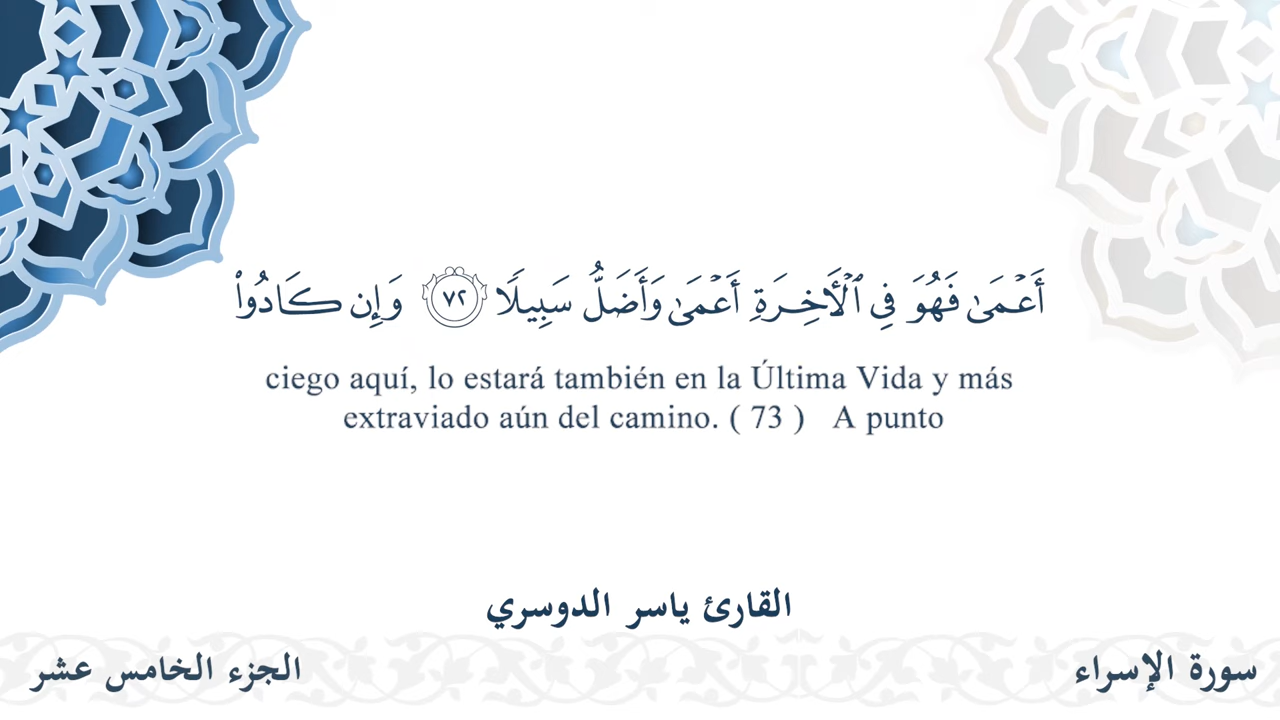 أَعۡمَىٰ فَهُوَ فِي ٱلۡأٓخِرَةِ أَعۡمَىٰ وَأَضَلُّ سَبِيلٗا ٧٢ وَإِن كَادُواْ
ciego aquí, lo estará también en la Última Vida y más
extraviado aún del camino. ( 73 ) A punto
القارئ ياسر الدوسري
سورة الإسراء
الجزء الخامس عشر